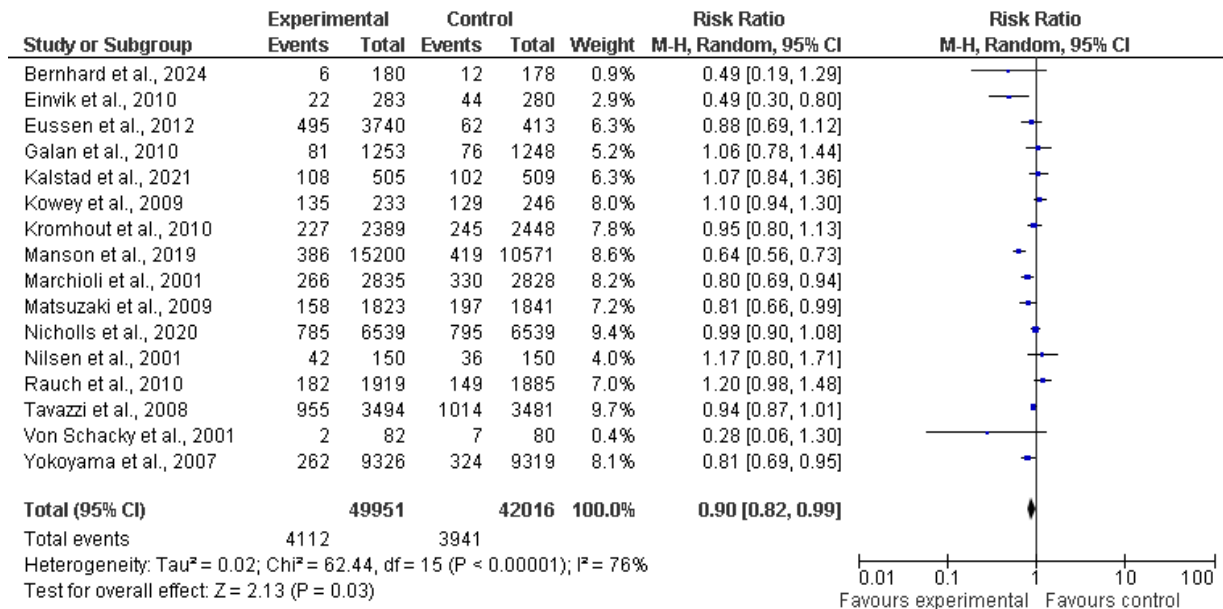 Experimental Control Risk Ratio Risk Ratio
Study or Subgroup Events Total Events Total Weight M-H, Random, 95% CI M-H, Random, 95% CI
Bernhard et al., 2024 6 180 12 178 0.9% 0.49 [0.19, 1.29]
Einvik et al., 2010 22 283 44 280 2.9% 0.49 [0.30, 0.80]
Eussen et al., 2012 495 3740 62 413 6.3% 0.88 [0.69, 1.12]
Galan et al., 2010 81 1253 76 1248 5.2% 1.06 [0.78, 1.44]
Kalstad et al., 2021 108 505 102 509 6.3% 1.07 [0.84, 1.36]
Kowey et al., 2009 135 233 129 246 8.0% 1.10 [0.94, 1.30]
Kromhout et al., 2010 227 2389 245 2448 7.8% 0.95 [0.80, 1.13]
Manson et al., 2019 386 15200 419 10571 8.6% 0.64 [0.56, 0.73]
Marchioli et al., 2001 266 2835 330 2828 8.2% 0.80 [0.69, 0.94]
Matsuzaki et al., 2009 158 1823 197 1841 7.2% 0.81 [0.66, 0.99]
Nicholls et al., 2020 785 6539 795 6539 9.4% 0.99 [0.90, 1.08]
Nilsen et al., 2001 42 150 36 150 4.0% 1.17 [0.80, 1.71]
Rauch et al., 2010 182 1919 149 1885 7.0% 1.20 [0.98, 1.48]
Tavazzi et al., 2008 955 3494 1014 3481 9.7% 0.94 [0.87, 1.01]
Von Schacky et al., 2001 2 82 7 80 0.4% 0.28 [0.06, 1.30]
Yokoyama et al., 2007 262 9326 324 9319 8.1% 0.81 [0.69, 0.95]
Total (95% CI) 49951 42016 100.0% 0.90 [0.82, 0.99]
Total events 4112 3941
Heterogeneity: Tau² = 0.02; Chi² = 62.44, df = 15 (P < 0.00001); I² = 76%
Test for overall effect: Z = 2.13 (P = 0.03)
0.01 0.1 1 10 100
Favours experimental Favours control